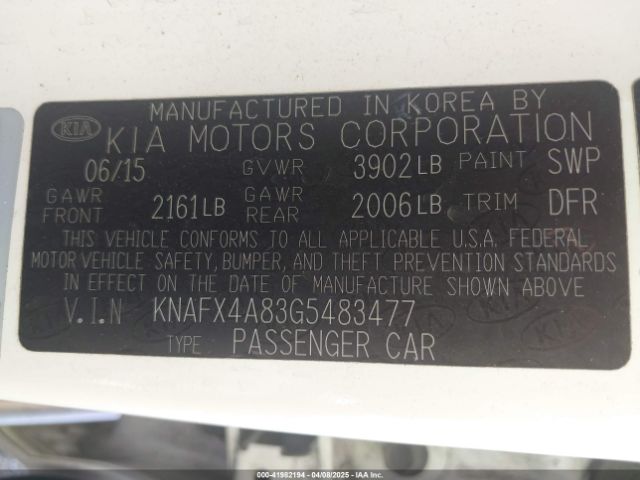 MANUFACTURED IN KOREA BY
KIA KIA MOTORS CORPORATION
06/15 GVWR 3902 LB PAINT SWP
GAWR FRONT 2161 LB GAWR REAR 2006 LB TRIM DFR
THIS VEHICLE CONFORMS TO ALL APPLICABLE U.S.A. FEDERAL
MOTOR VEHICLE SAFETY, BUMPER, AND THEFT PREVENTION STANDARDS
IN EFFECT ON THE DATE OF MANUFACTURE SHOWN ABOVE
V.I.N KNAFX4A83G5483477
TYPE PASSENGER CAR
000-41982194 - 04/08/2025 - IAAI.COM